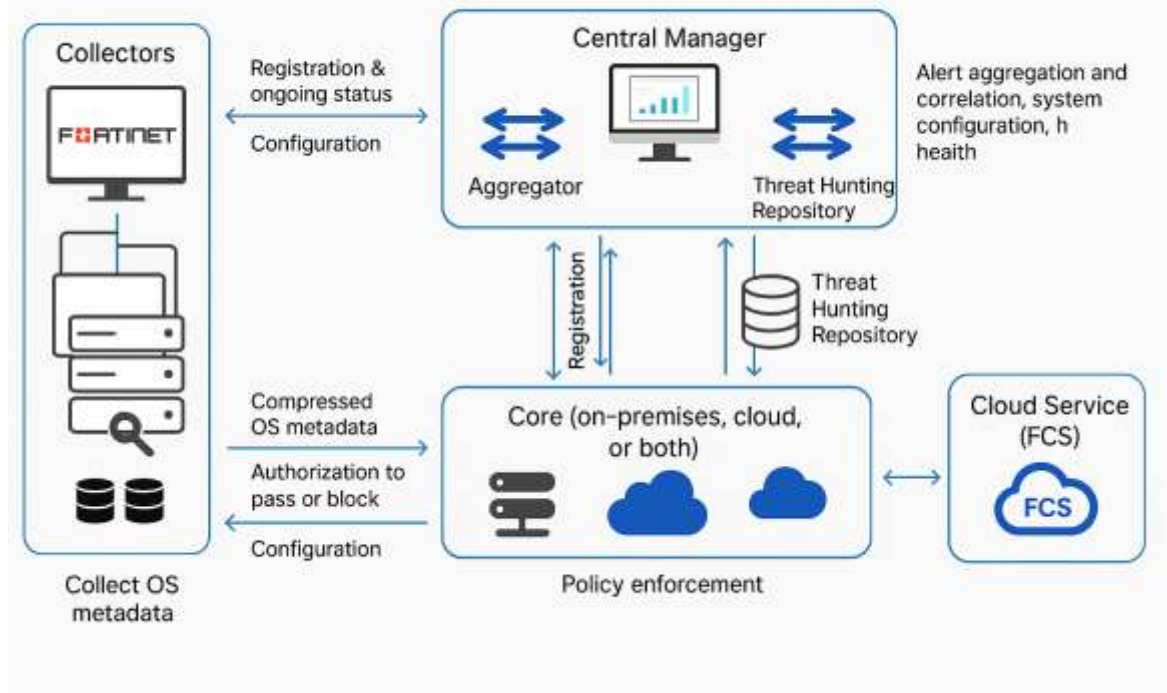 Collectors
FORTINET
Collect OS
metadata
Registration &
ongoing status
Configuration
Central Manager
Aggregator
Threat Hunting
Repository
Alert aggregation and
correlation, system
configuration, h
heaith
Registration
Threat
Hunting
Repository
Compressed
OS metadata
Authorization to
pass or block
Configuration
Core (on-premises, cloud,
or both)
Policy enforcement
Cloud Service
(FCS)
FCS